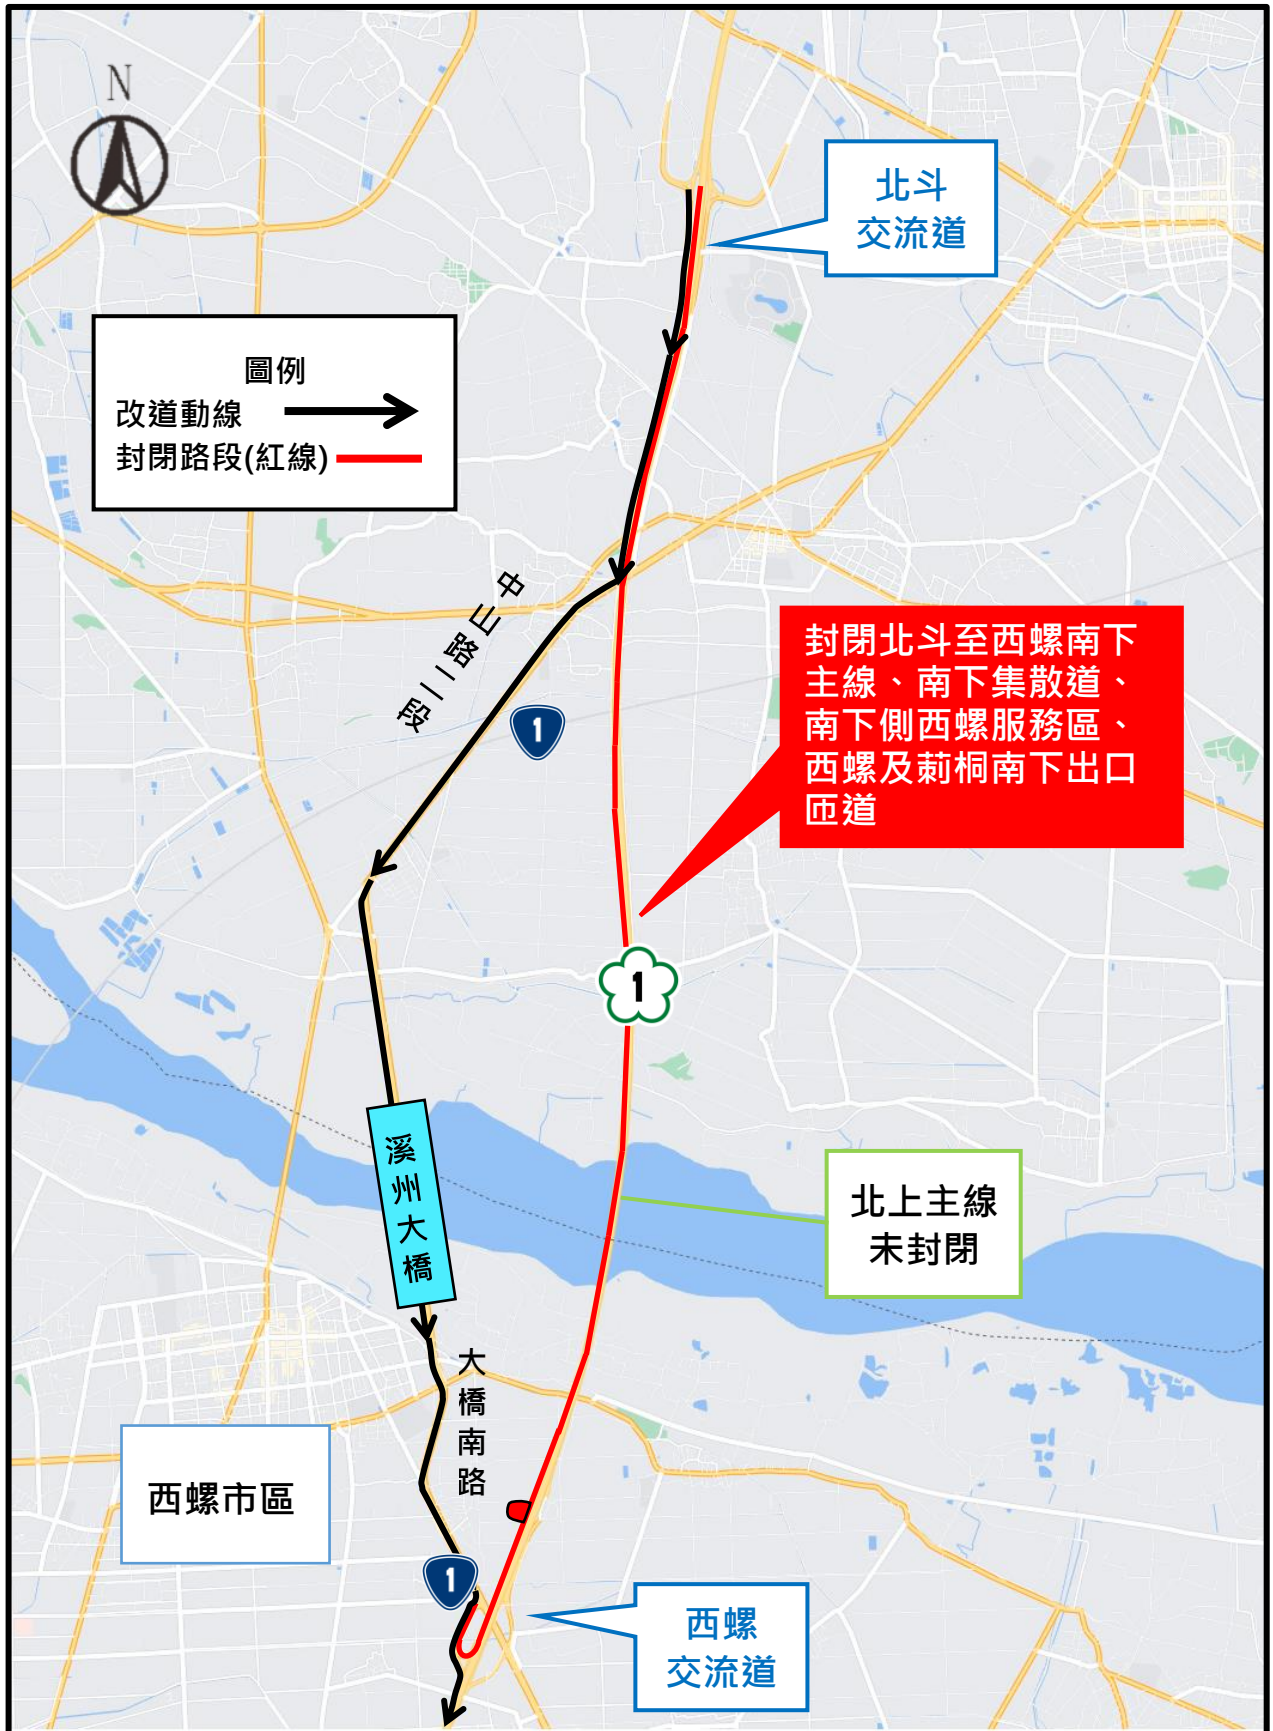 N
北斗
交流道
圖例
改道動線
封閉路段(紅線)
中山路二段
1
封閉北斗至西螺南下
主線、南下集散道、
南下側西螺服務區、
西螺及莿桐南下出口
匝道
1
溪州大橋
北上主線
未封閉
大橋南路
西螺市區
1
西螺
交流道